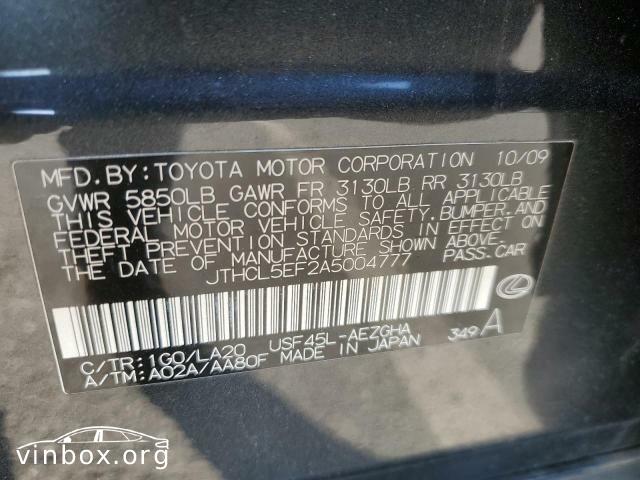 MFD.BY:TOYOTA MOTOR CORPORATION 10/09
GVWR 5850LB GAWR FR 3130LB RR 3130LB
THIS VEHICLE CONFORMS TO ALL APPLICABLE
FEDERAL MOTOR VEHICLE SAFETY,BUMPER,AND
THEFT PREVENTION STANDARDS IN EFFECT ON
THE DATE OF MANUFACTURE SHOWN ABOVE.
JTHCL5EF2A5004777 PASS.CAR
C/TR:1G0/LA20 USF45L-AEZGHA 349 A
A/TM:A02A/AA80F MADE IN JAPAN
vinbox.org